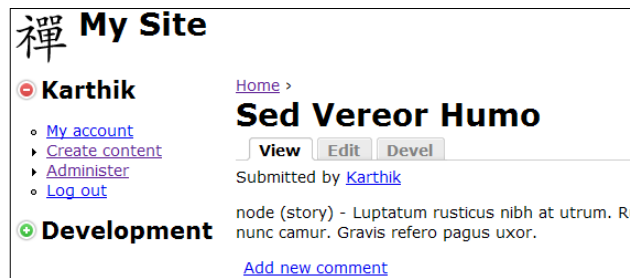 禪 My Site
Karthik
My account
Create content
Administer
Log out
Development
Home ›
Sed Vereor Humo
View Edit Devel
Submitted by Karthik
node (story) - Luptatum rusticus nibh at utrum.
nunc camur. Gravis refero pagus uxor.
Add new comment